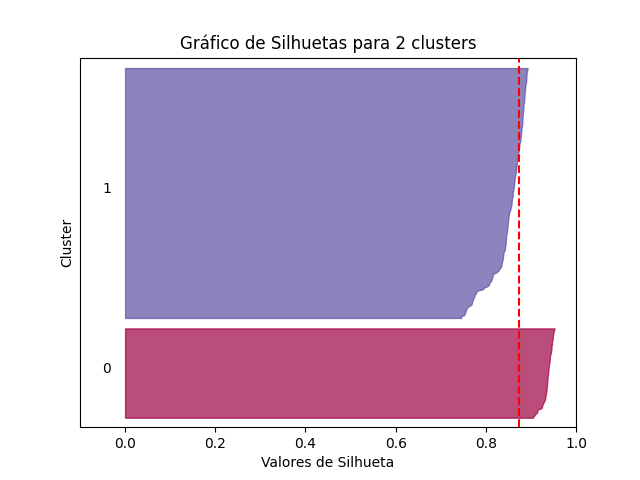 Gráfico de Silhuetas para 2 clusters
Cluster
1
0
0.0 0.2 0.4 0.6 0.8 1.0
Valores de Silhueta